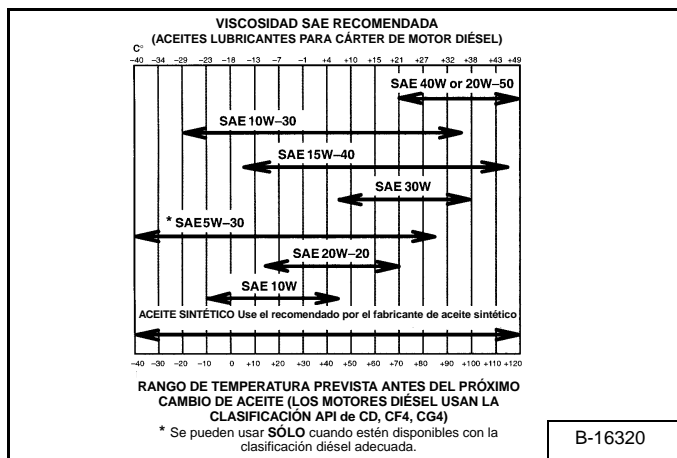 VISCOSIDAD SAE RECOMENDADA
(ACEITES LUBRICANTES PARA CÁRTER DE MOTOR DIÉSEL)
C°
–40 –34 –29 –23 –18 –13 –7 –1 +4 +10 +15 +21 +27 +32 +38 +43 +49
SAE 40W or 20W–50
SAE 10W–30
SAE 15W–40
SAE 30W
* SAE5W–30
SAE 20W–20
SAE 10W
ACEITE SINTÉTICO Use el recomendado por el fabricante de aceite sintético
–40 –30 –20 –10 0 +10 +20 +30 +40 +50 +60 +70 +80 +90 +100 +110 +120
RANGO DE TEMPERATURA PREVISTA ANTES DEL PRÓXIMO
CAMBIO DE ACEITE (LOS MOTORES DIÉSEL USAN LA
CLASIFICACIÓN API de CD, CF4, CG4)
* Se pueden usar SÓLO cuando estén disponibles con la
clasificación diésel adecuada.
B-16320